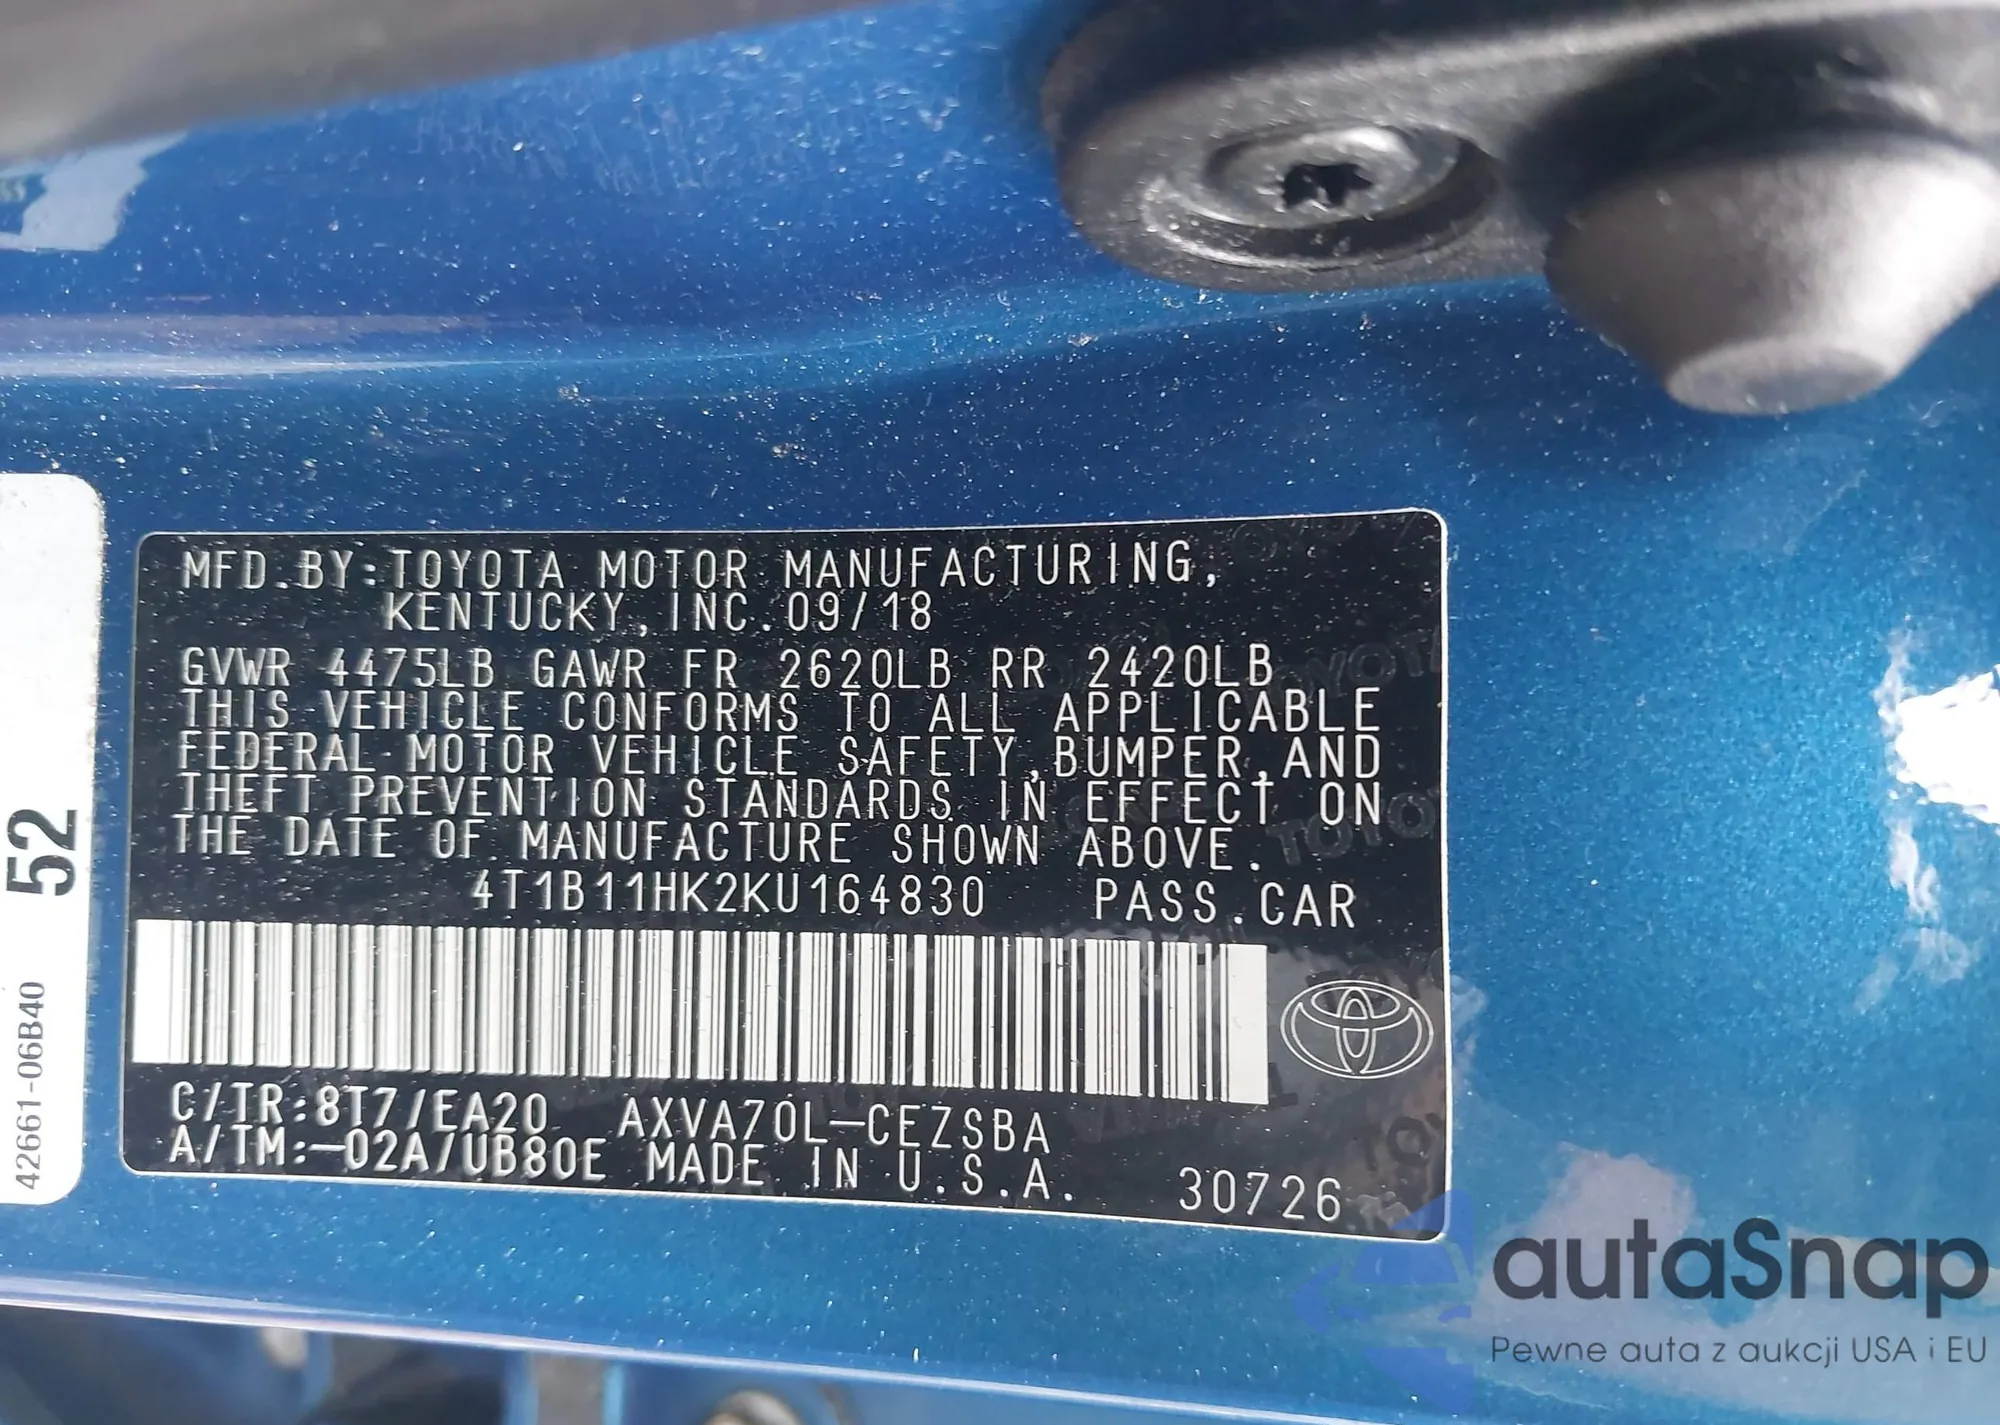 MFD.BY:TOYOTA MOTOR MANUFACTURING,
KENTUCKY,INC.09/18
GVWR 4475LB GAWR FR 2620LB RR 2420LB
THIS VEHICLE CONFORMS TO ALL APPLICABLE
FEDERAL MOTOR VEHICLE SAFETY,BUMPER,AND
THEFT PREVENTION STANDARDS IN EFFECT ON
THE DATE OF MANUFACTURE SHOWN ABOVE.
4T1B11HK2KU164830 PASS.CAR
C/TR:8T7/EA20 AXVA70L-CEZSBA
A/TM:-02A/UB80E MADE IN U.S.A. 30726
52
42661-06B40
autaSnap
Pewne auta z aukcji USA i EU